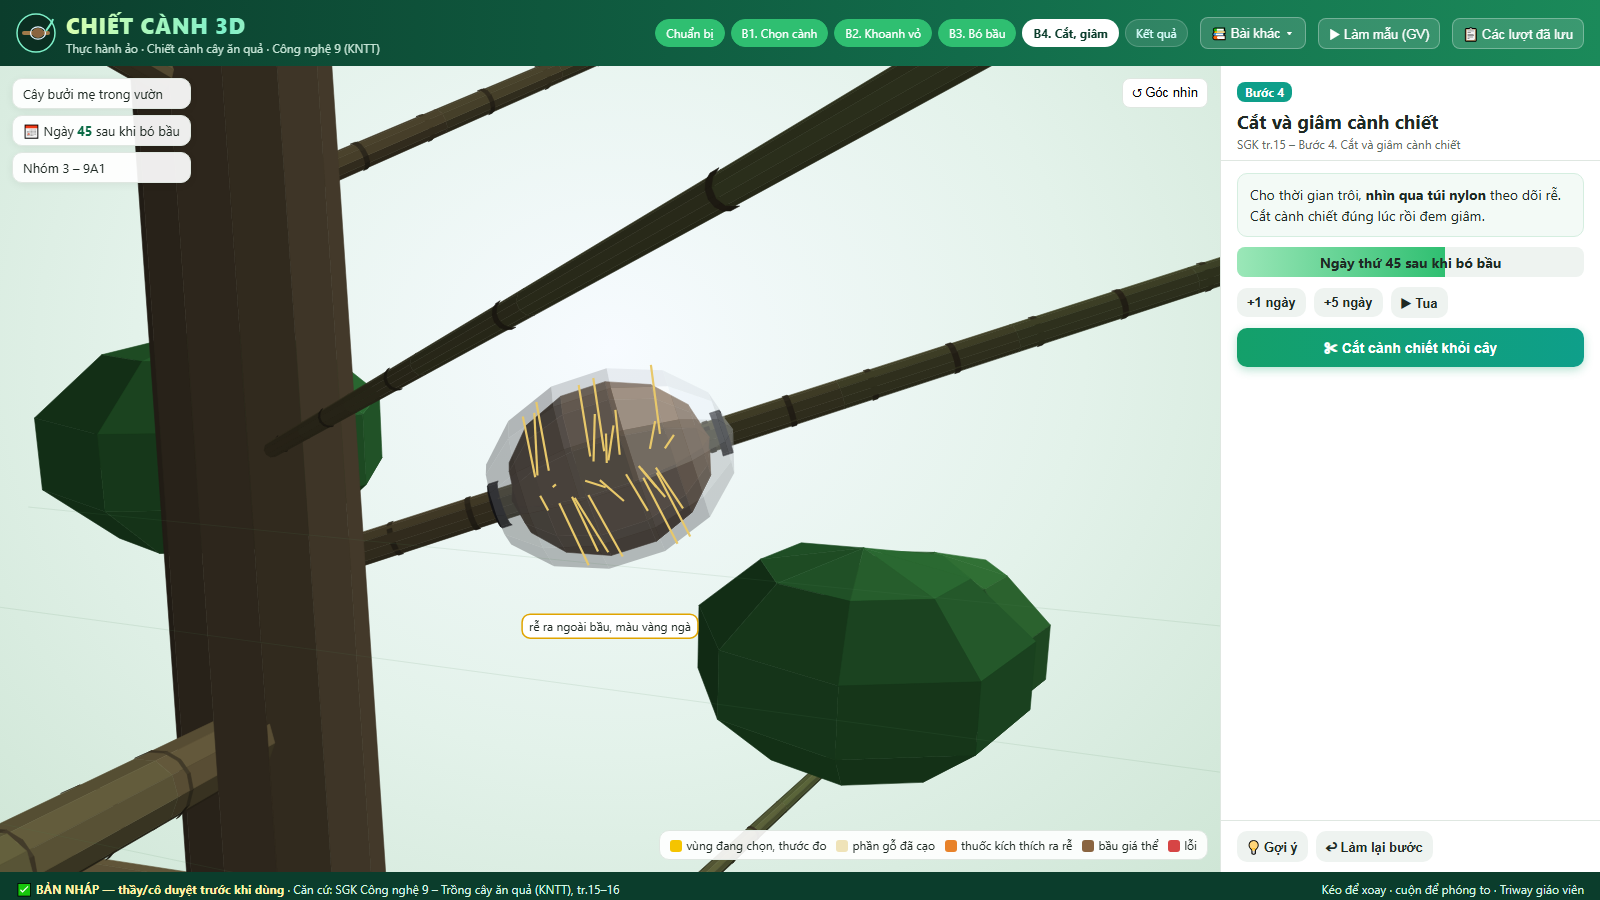 CHIẾT CÀNH 3D
Thực hành ảo · Chiết cành cây ăn quả · Công nghệ 9 (KNTT)
Chuẩn bị
B1. Chọn cành
B2. Khoanh vỏ
B3. Bó bầu
B4. Cắt, giâm
Kết quả
Bài khác
Làm mẫu (GV)
Các lượt đã lưu
Cây bưởi mẹ trong vườn
Ngày 45 sau khi bó bầu
Nhóm 3 – 9A1
Góc nhìn
rễ ra ngoài bầu, màu vàng ngà
vùng đang chọn, thước đo
phần gỗ đã cạo
thuốc kích thích ra rễ
bầu giá thể
lỗi
Bước 4
Cắt và giâm cành chiết
SGK tr.15 – Bước 4. Cắt và giâm cành chiết
Cho thời gian trôi, nhìn qua túi nylon theo dõi rễ.
Cắt cành chiết đúng lúc rồi đem giâm.
Ngày thứ 45 sau khi bó bầu
+1 ngày
+5 ngày
Tua
Cắt cành chiết khỏi cây
Gợi ý
Làm lại bước
BẢN NHÁP — thầy/cô duyệt trước khi dùng · Căn cứ: SGK Công nghệ 9 – Trồng cây ăn quả (KNTT), tr.15–16
Kéo để xoay · cuộn để phóng to · Triway giáo viên